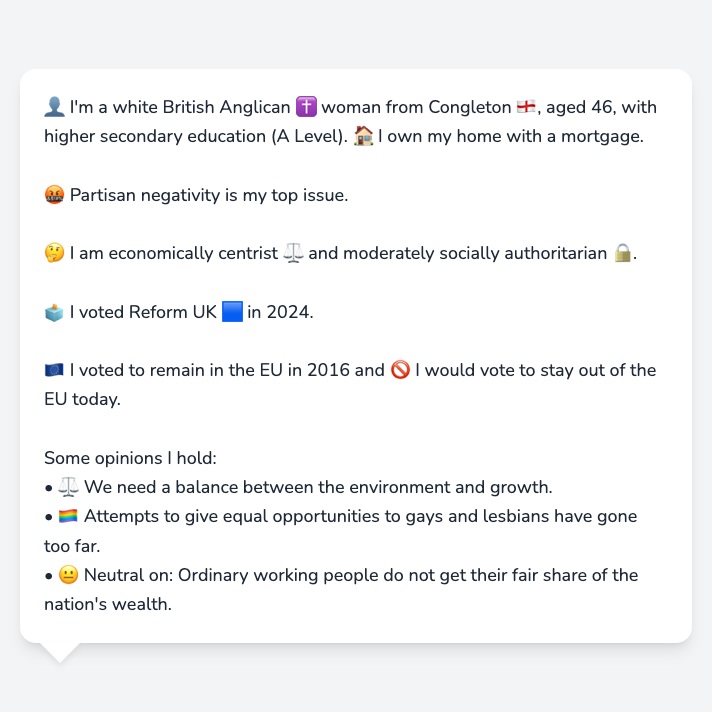 👤 I'm a white British Anglican ✝️ woman from Congleton 🏴󠁧󠁢󠁥󠁮󠁧󠁿, aged 46, with
higher secondary education (A Level). 🏠 I own my home with a mortgage.
🤬 Partisan negativity is my top issue.
🤔 I am economically centrist ⚖️ and moderately socially authoritarian 🔒.
🗳️ I voted Reform UK 🟦 in 2024.
🇪🇺 I voted to remain in the EU in 2016 and 🚫 I would vote to stay out of the
EU today.
Some opinions I hold:
• ⚖️ We need a balance between the environment and growth.
• 🏳️‍🌈 Attempts to give equal opportunities to gays and lesbians have gone
too far.
• 😐 Neutral on: Ordinary working people do not get their fair share of the
nation's wealth.